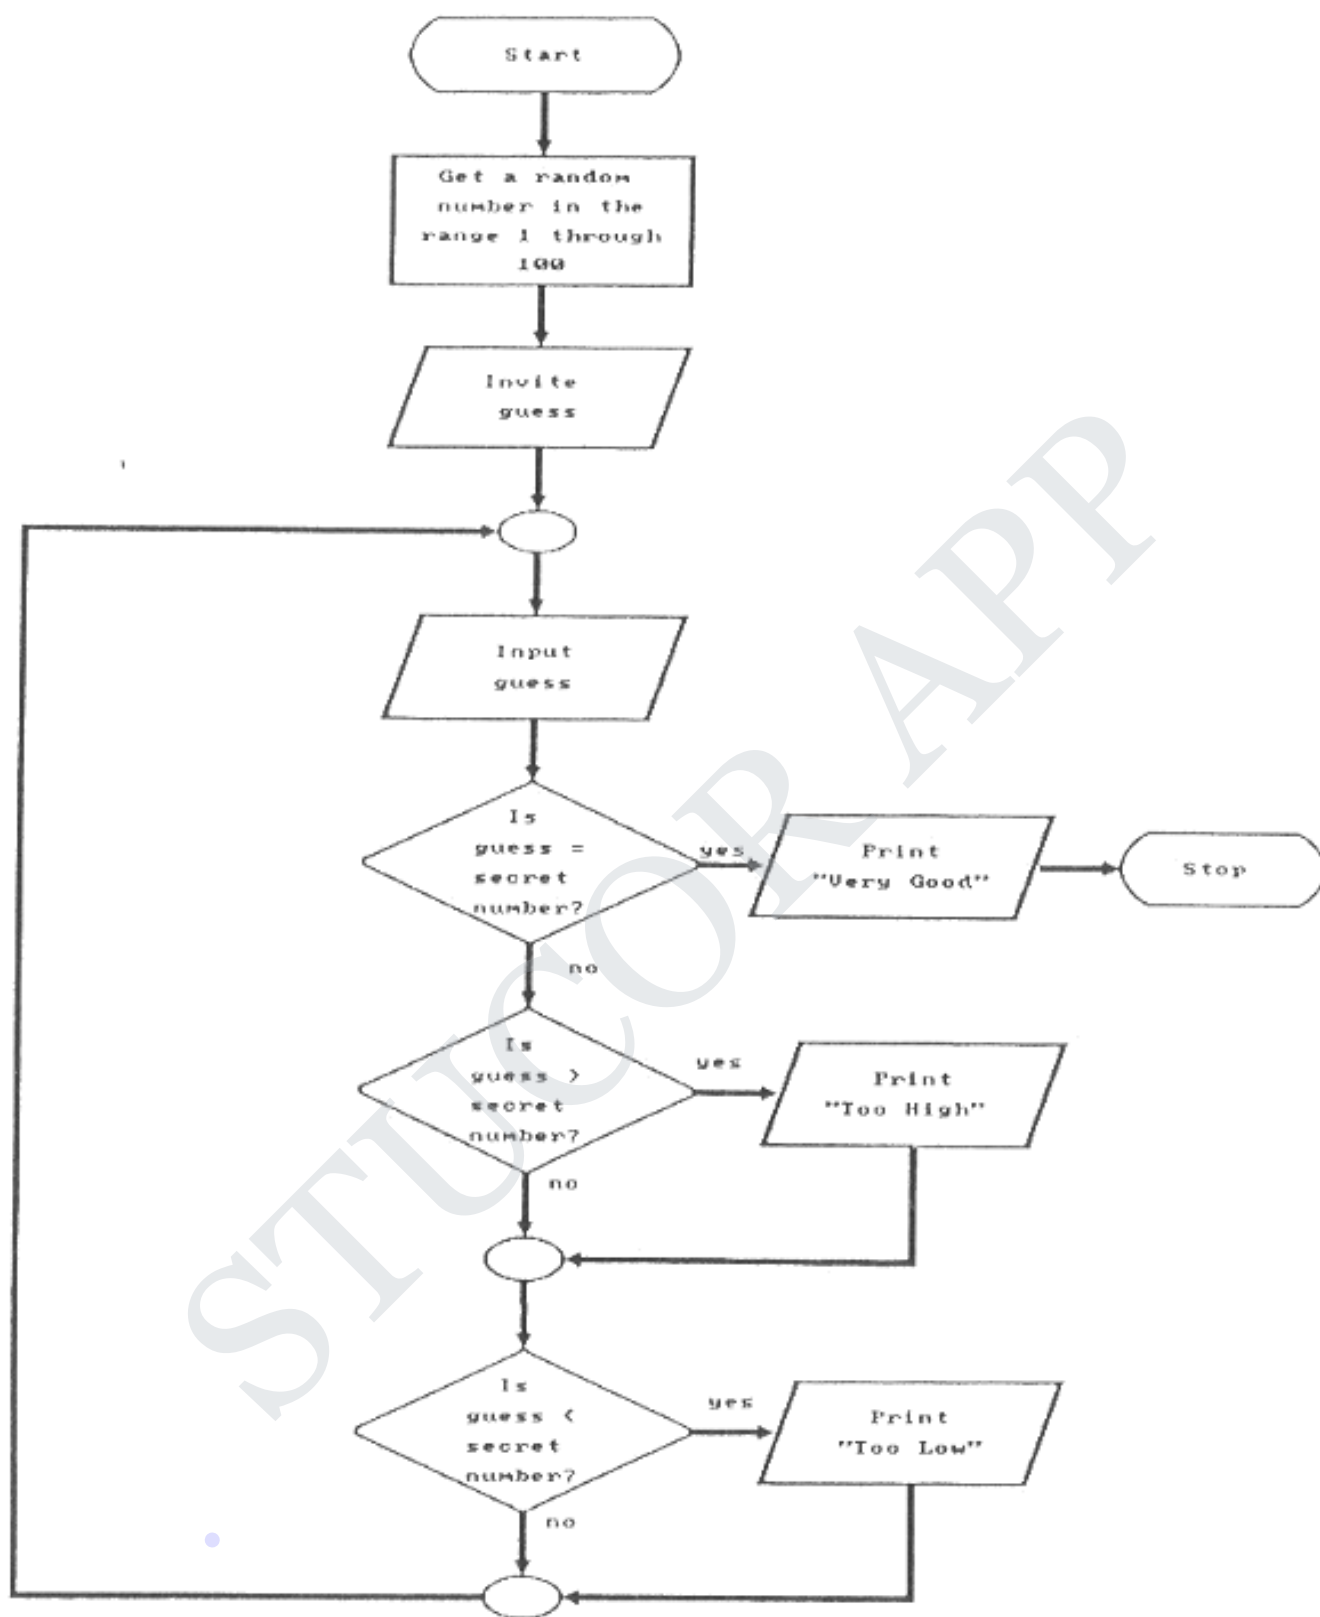 Start
Get a random
number in the
range 1 through
100
Invite
guess
Input
guess
Is
guess =
secret
number?
yes
Print
"Very Good"
Stop
no
Is
guess >
secret
number?
yes
Print
"Too High"
no
Is
guess <
secret
number?
yes
Print
"Too Low"
no
STUCOR APP